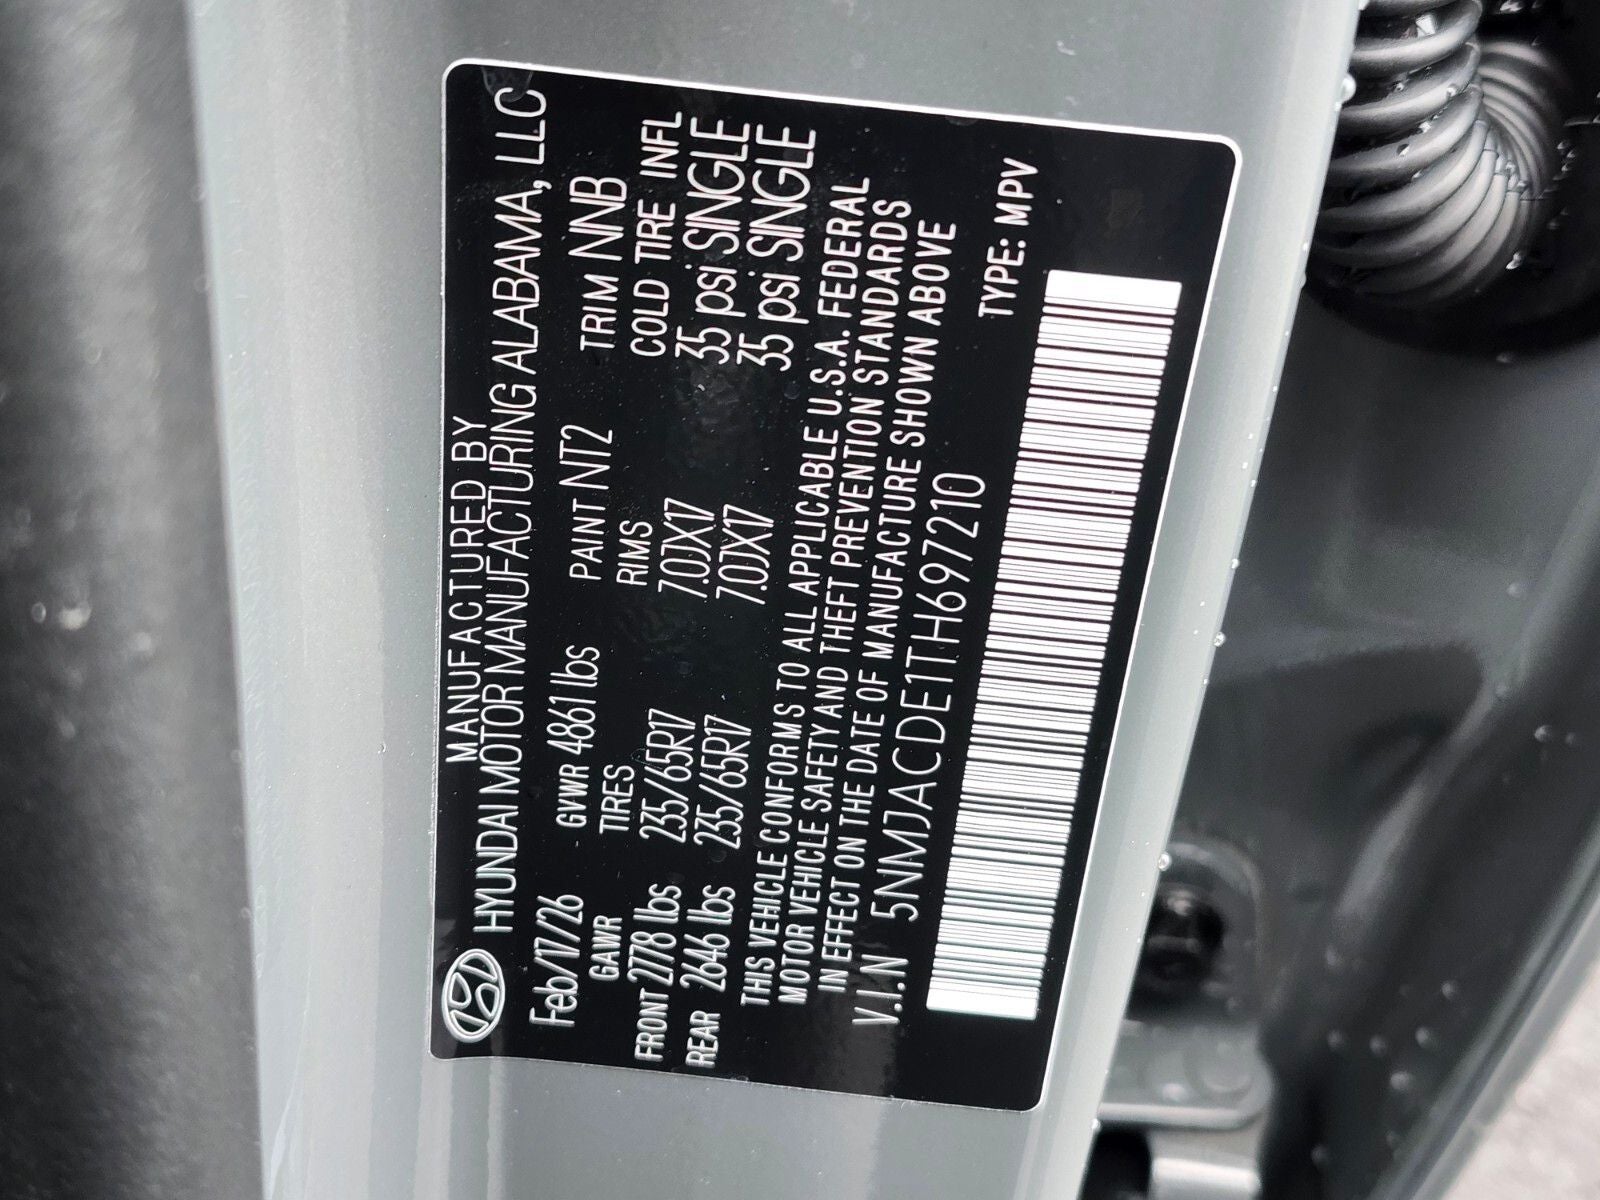 MANUFACTURED BY
HYUNDAI MOTOR MANUFACTURING ALABAMA, LLC
Feb/17/26 GVWR 4861 lbs PAINT NT2 TRIM NNB
GAWR TIRES RIMS COLD TIRE INFL
FRONT 2778 lbs 235/65R17 7.0JX17 35 psi SINGLE
REAR 2646 lbs 235/65R17 7.0JX17 35 psi SINGLE
THIS VEHICLE CONFORMS TO ALL APPLICABLE U.S.A. FEDERAL
MOTOR VEHICLE SAFETY AND THEFT PREVENTION STANDARDS
IN EFFECT ON THE DATE OF MANUFACTURE SHOWN ABOVE
V.I.N 5NMJACDE1TH697210
TYPE: MPV